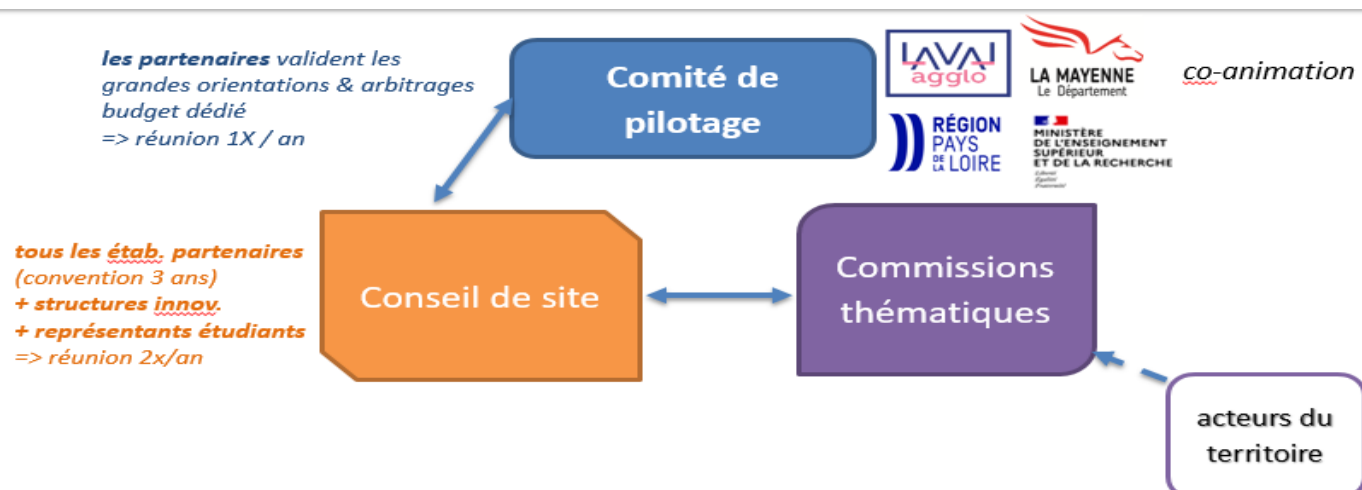 les partenaires valident les
grandes orientations & arbitrages
budget dédié
=> réunion 1X / an
Comité de
pilotage
LAVAL
agglo
LA MAYENNE
Le Département
co-animation
RÉGION
PAYS
DE LA LOIRE
MINISTÈRE
DE L'ENSEIGNEMENT
SUPÉRIEUR
ET DE LA RECHERCHE
Liberté
Égalité
Fraternité
tous les étab. partenaires
(convention 3 ans)
+ structures innov.
+ représentants étudiants
=> réunion 2x/an
Conseil de site
Commissions
thématiques
acteurs du
territoire